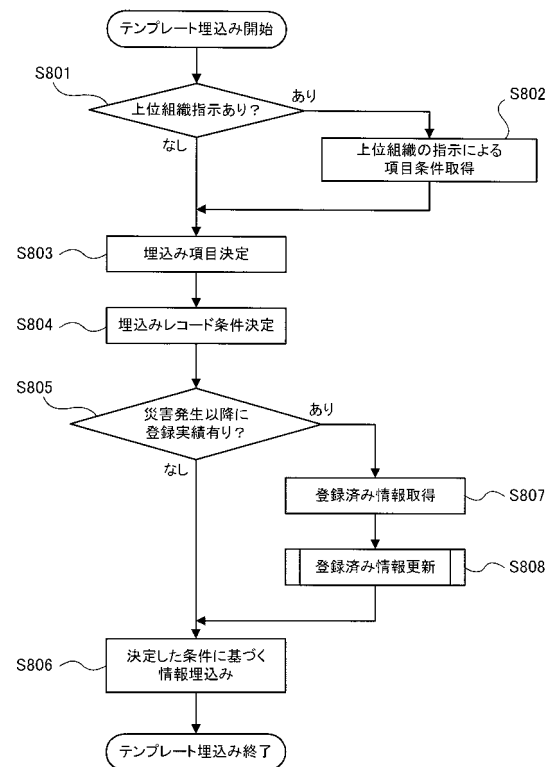 テンプレート埋込み開始
S801
上位組織指示あり?
あり
なし
S802
上位組織の指示による
項目条件取得
S803
埋込み項目決定
S804
埋込みレコード条件決定
S805
災害発生以降に
登録実績有り?
あり
なし
登録済み情報取得
S807
登録済み情報更新
S808
S806
決定した条件に基づく
情報埋込み
テンプレート埋込み終了